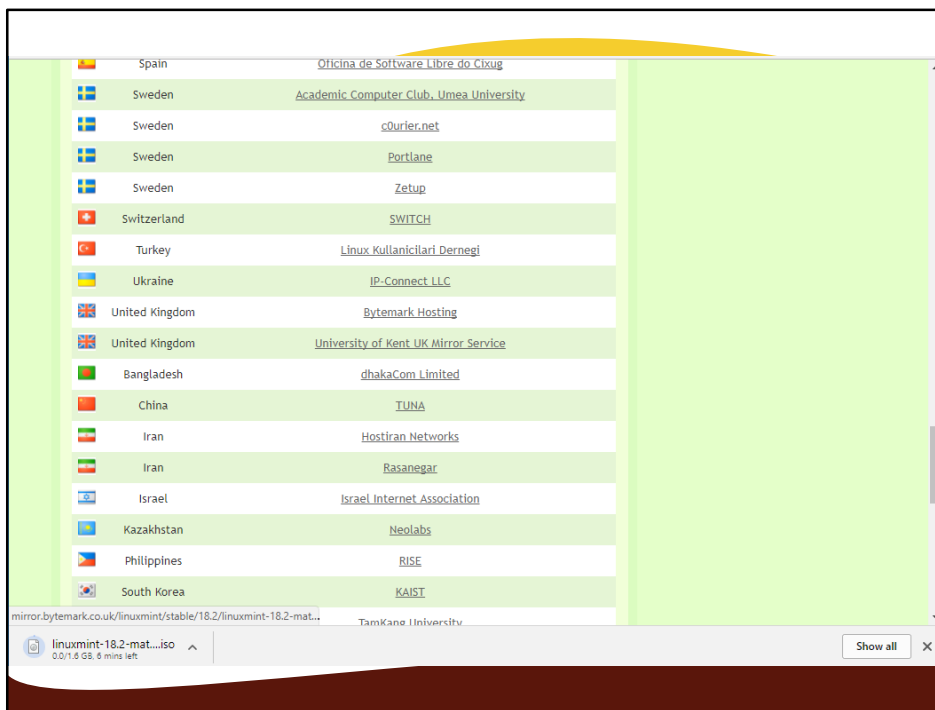 Spain Oficina de Software Libre do Cixug
Sweden Academic Computer Club, Umea University
Sweden c0urier.net
Sweden Portlane
Sweden Zetup
Switzerland SWITCH
Turkey Linux Kullanicilari Dernegi
Ukraine IP-Connect LLC
United Kingdom Bytemark Hosting
United Kingdom University of Kent UK Mirror Service
Bangladesh dhakaCom Limited
China TUNA
Iran Hostiran Networks
Iran Rasanegar
Israel Israel Internet Association
Kazakhstan Neolabs
Philippines RISE
South Korea KAIST
mirror.bytemark.co.uk/linuxmint/stable/18.2/linuxmint-18.2-mat...
TamKang University
linuxmint-18.2-mat....iso
0.0/1.6 GB, 6 mins left
Show all